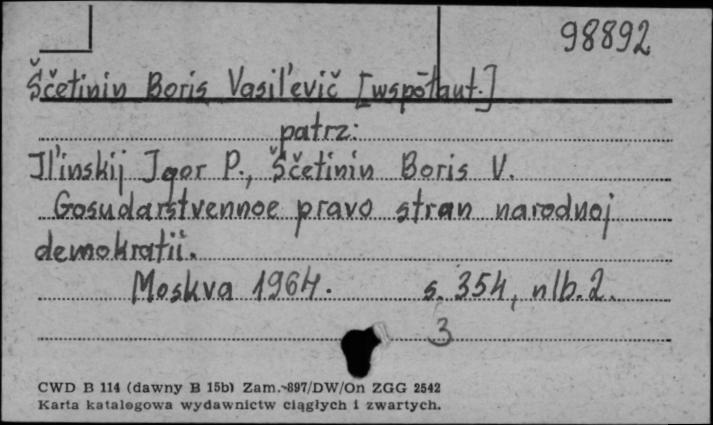 98892
Ščetinin Boris Vasil'evič [współaut.]
patrz:
Il'inskij Igor P., Ščetinin Boris V.
Gosudarstvennoe pravo stran narodnoj
demokratii.
Moskva 1964. s. 354, nlb. 2.
3
CWD B 114 (dawny B 15b) Zam. 897/DW/On ZGG 2542
Karta katalogowa wydawnictw ciągłych i zwartych.